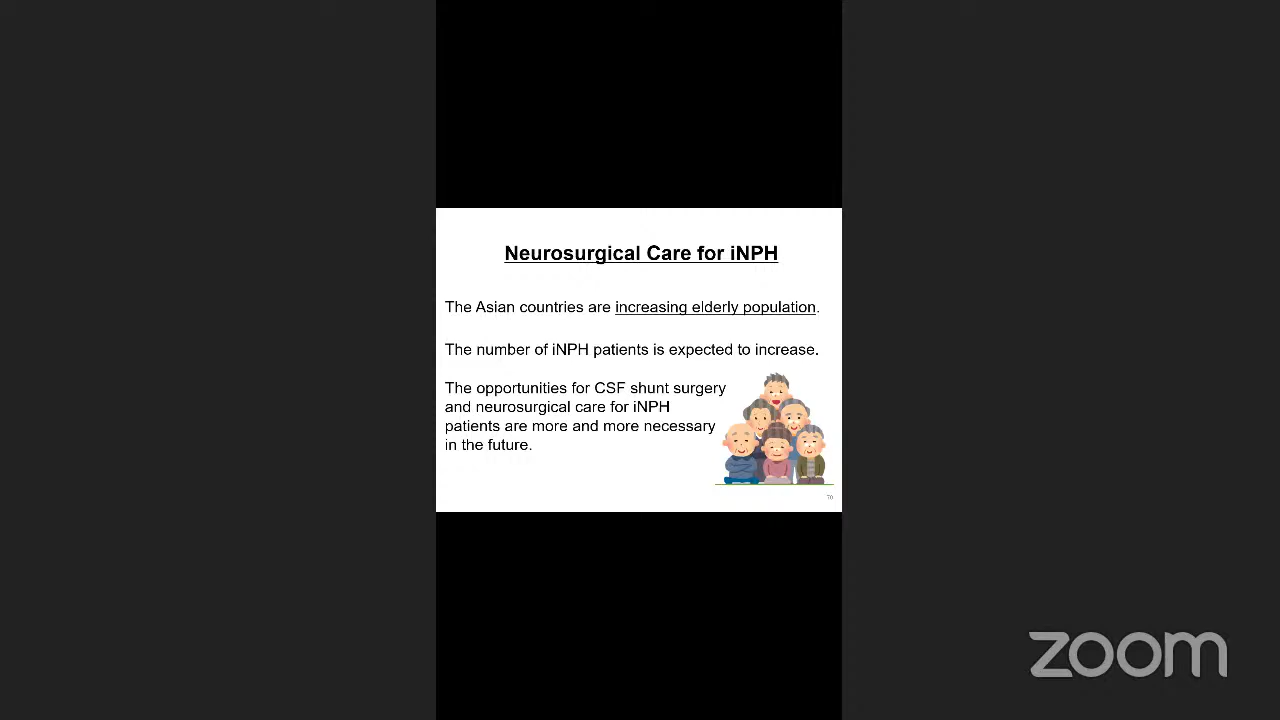 Neurosurgical Care for iNPH
The Asian countries are increasing elderly population.
The number of iNPH patients is expected to increase.
The opportunities for CSF shunt surgery
and neurosurgical care for iNPH
patients are more and more necessary
in the future.
70
zoom